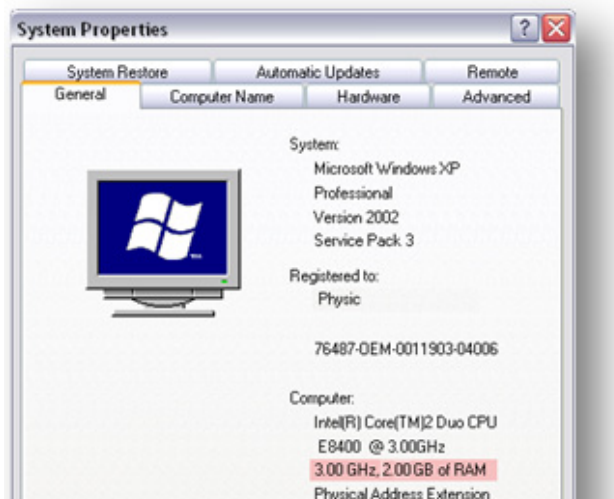 System Properties
System Restore Automatic Updates Remote
General Computer Name Hardware Advanced
System:
Microsoft Windows XP
Professional
Version 2002
Service Pack 3
Registered to:
Physic
76487-OEM-0011903-04006
Computer:
Intel(R) Core(TM)2 Duo CPU
E8400 @ 3.00GHz
3.00 GHz, 2.00 GB of RAM
Physical Address Extension